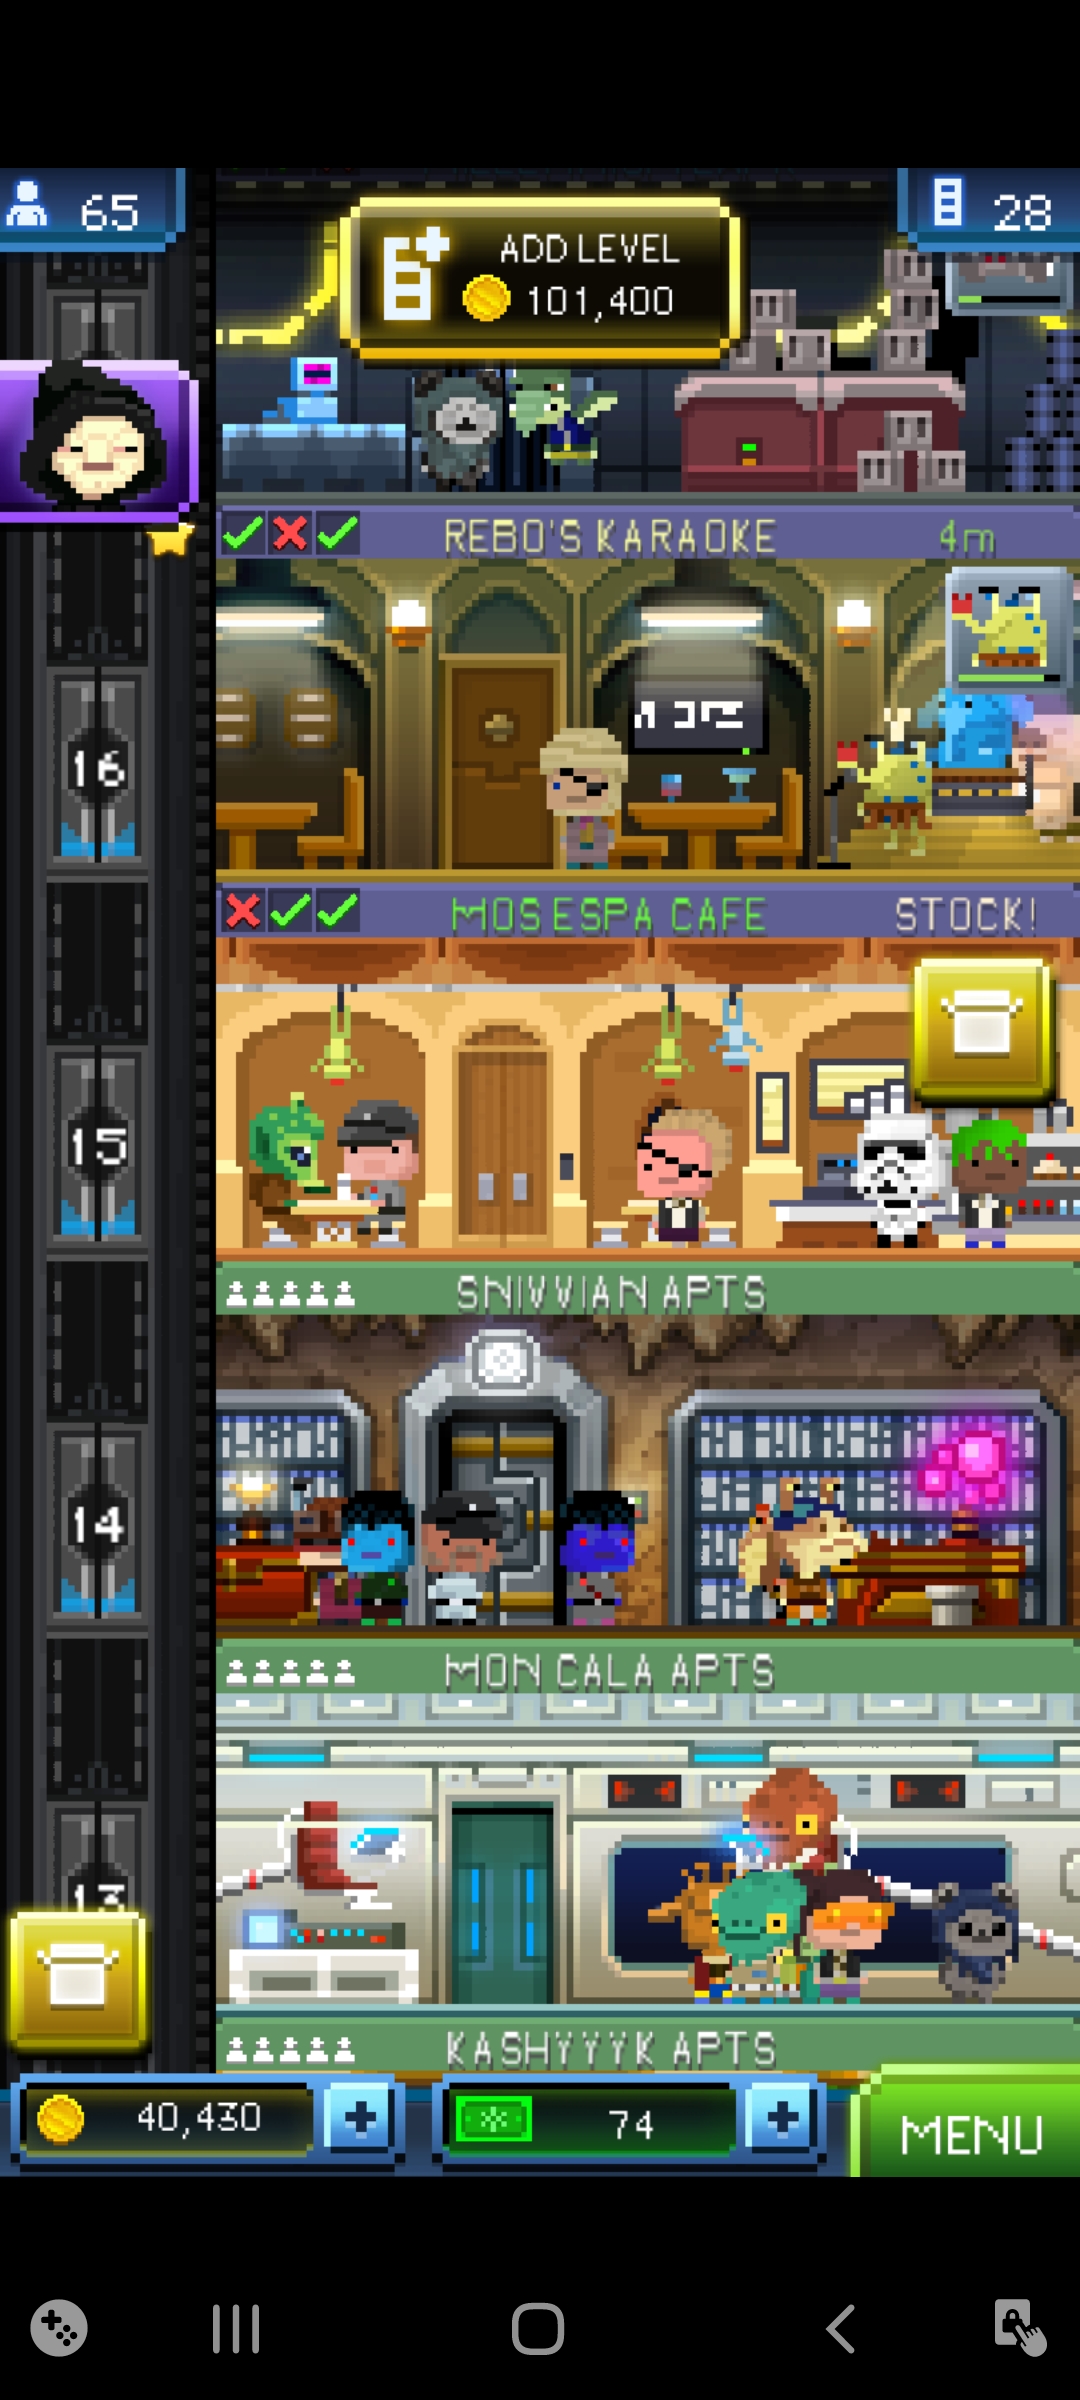 65
ADD LEVEL
101,400
28
REBO'S KARAOKE 4m
16
MOS ESPA CAFE STOCK!
15
SNIVVIAN APTS
14
MON CALA APTS
13
KASHYYYK APTS
40,430 + 74 + MENU